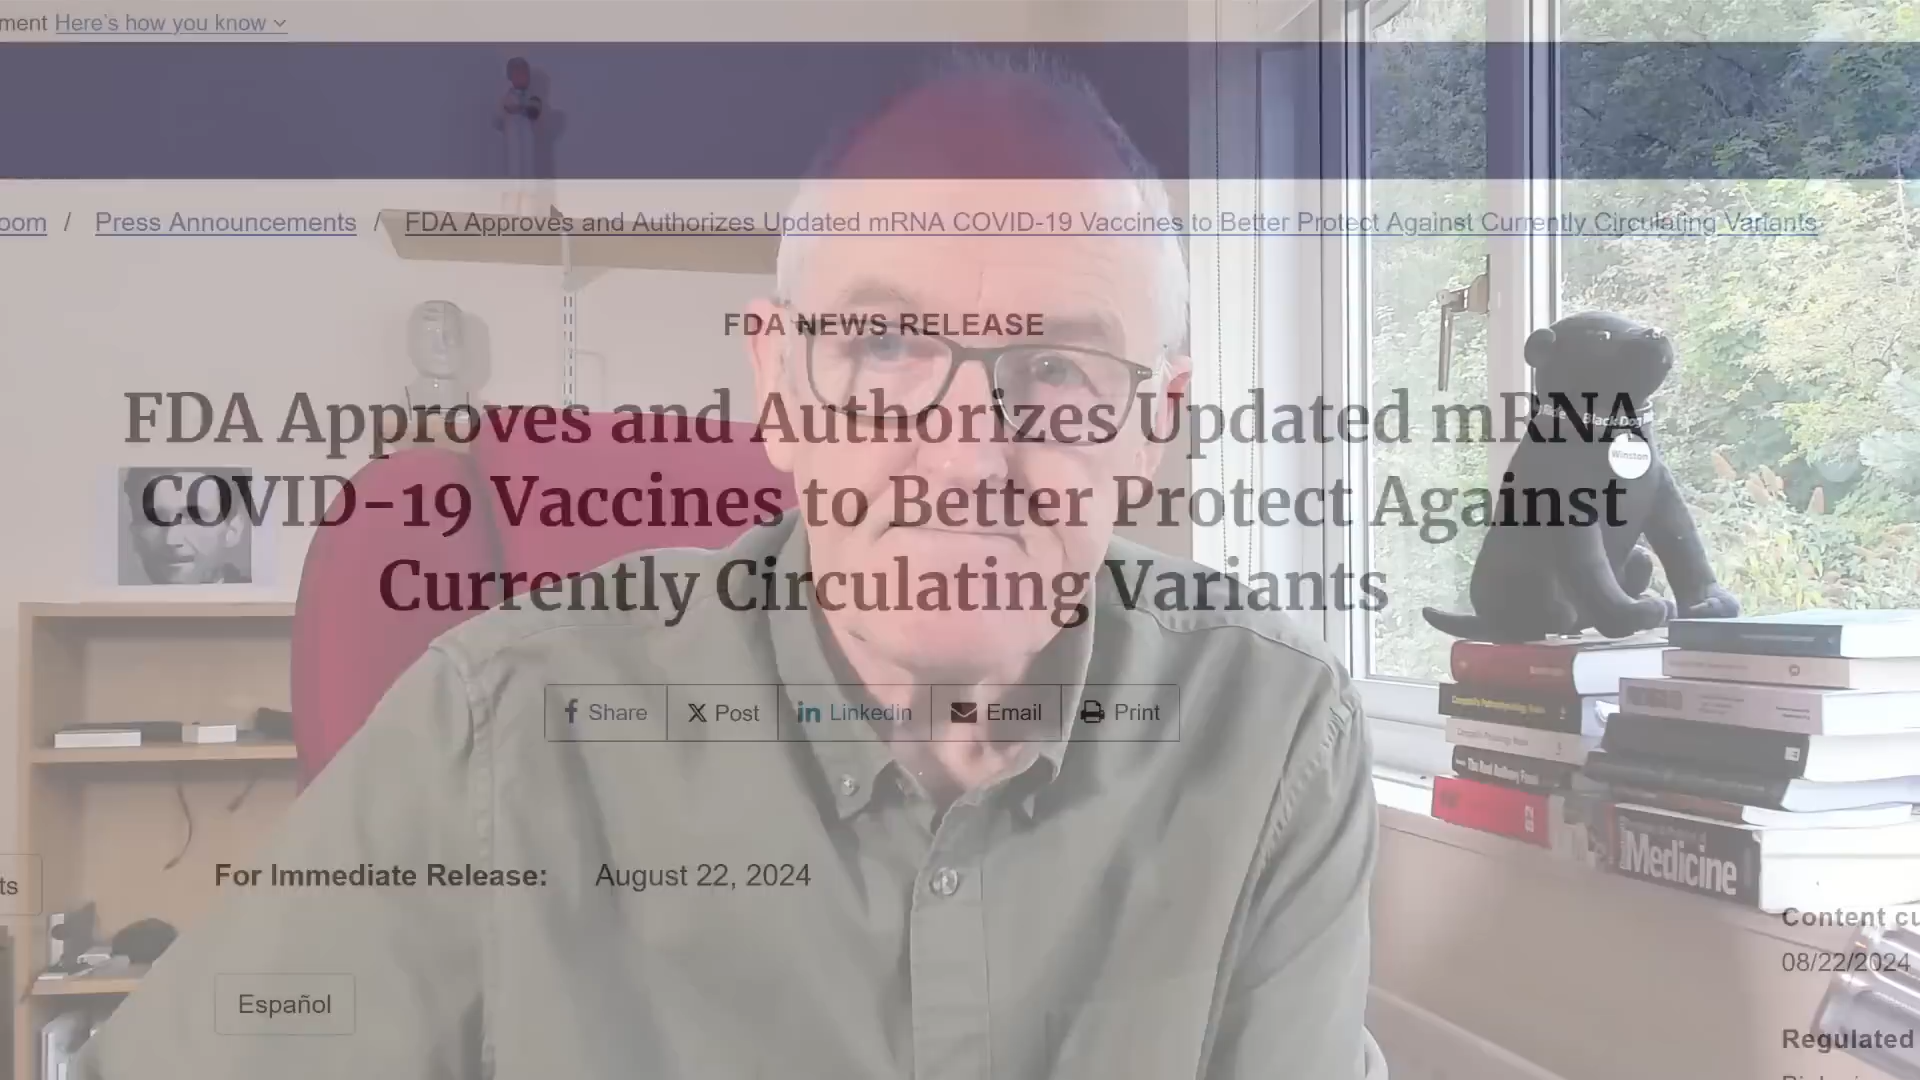 ment Here's how you know
oom / Press Announcements / FDA Approves and Authorizes Updated mRNA COVID-19 Vaccines to Better Protect Against Currently Circulating Variants
FDA NEWS RELEASE
FDA Approves and Authorizes Updated mRNA
COVID-19 Vaccines to Better Protect Against
Currently Circulating Variants
Black Dog
Winston
Share
Post
Linkedin
Email
Print
Medicine
ts
For Immediate Release: August 22, 2024
Content cu
08/22/2024
Español
Regulated